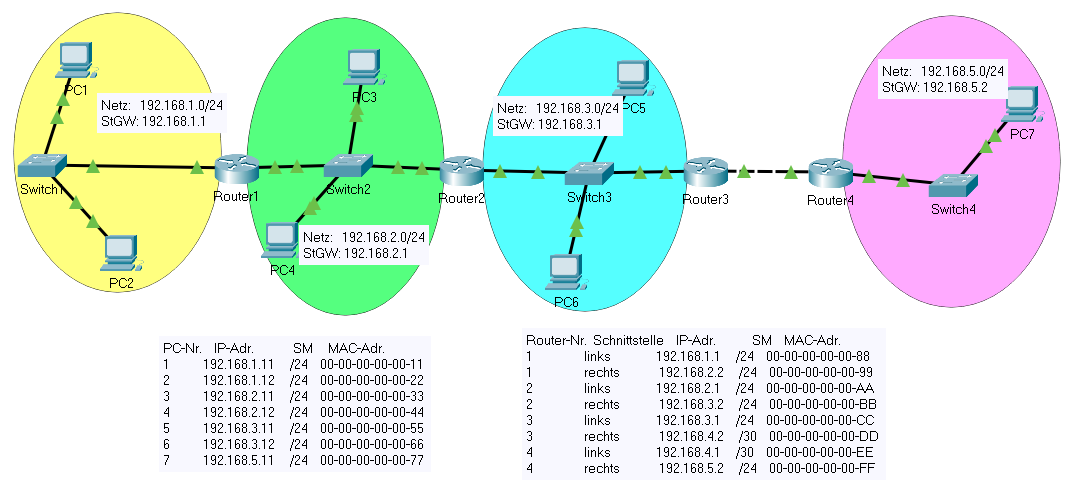 PC1
Netz: 192.168.1.0/24
StGW: 192.168.1.1
Switch1
PC2
Router1
PC3
Switch2
PC4
Netz: 192.168.2.0/24
StGW: 192.168.2.1
Router2
Netz: 192.168.3.0/24
StGW: 192.168.3.1
PC5
Switch3
PC6
Router3
Router4
Netz: 192.168.5.0/24
StGW: 192.168.5.2
PC7
Switch4
PC-Nr. IP-Adr. SM MAC-Adr.
1 192.168.1.11 /24 00-00-00-00-00-11
2 192.168.1.12 /24 00-00-00-00-00-22
3 192.168.2.11 /24 00-00-00-00-00-33
4 192.168.2.12 /24 00-00-00-00-00-44
5 192.168.3.11 /24 00-00-00-00-00-55
6 192.168.3.12 /24 00-00-00-00-00-66
7 192.168.5.11 /24 00-00-00-00-00-77
Router-Nr. Schnittstelle IP-Adr. SM MAC-Adr.
1 links 192.168.1.1 /24 00-00-00-00-00-88
1 rechts 192.168.2.2 /24 00-00-00-00-00-99
2 links 192.168.2.1 /24 00-00-00-00-00-AA
2 rechts 192.168.3.2 /24 00-00-00-00-00-BB
3 links 192.168.3.1 /24 00-00-00-00-00-CC
3 rechts 192.168.4.2 /30 00-00-00-00-00-DD
4 links 192.168.4.1 /30 00-00-00-00-00-EE
4 rechts 192.168.5.2 /24 00-00-00-00-00-FF